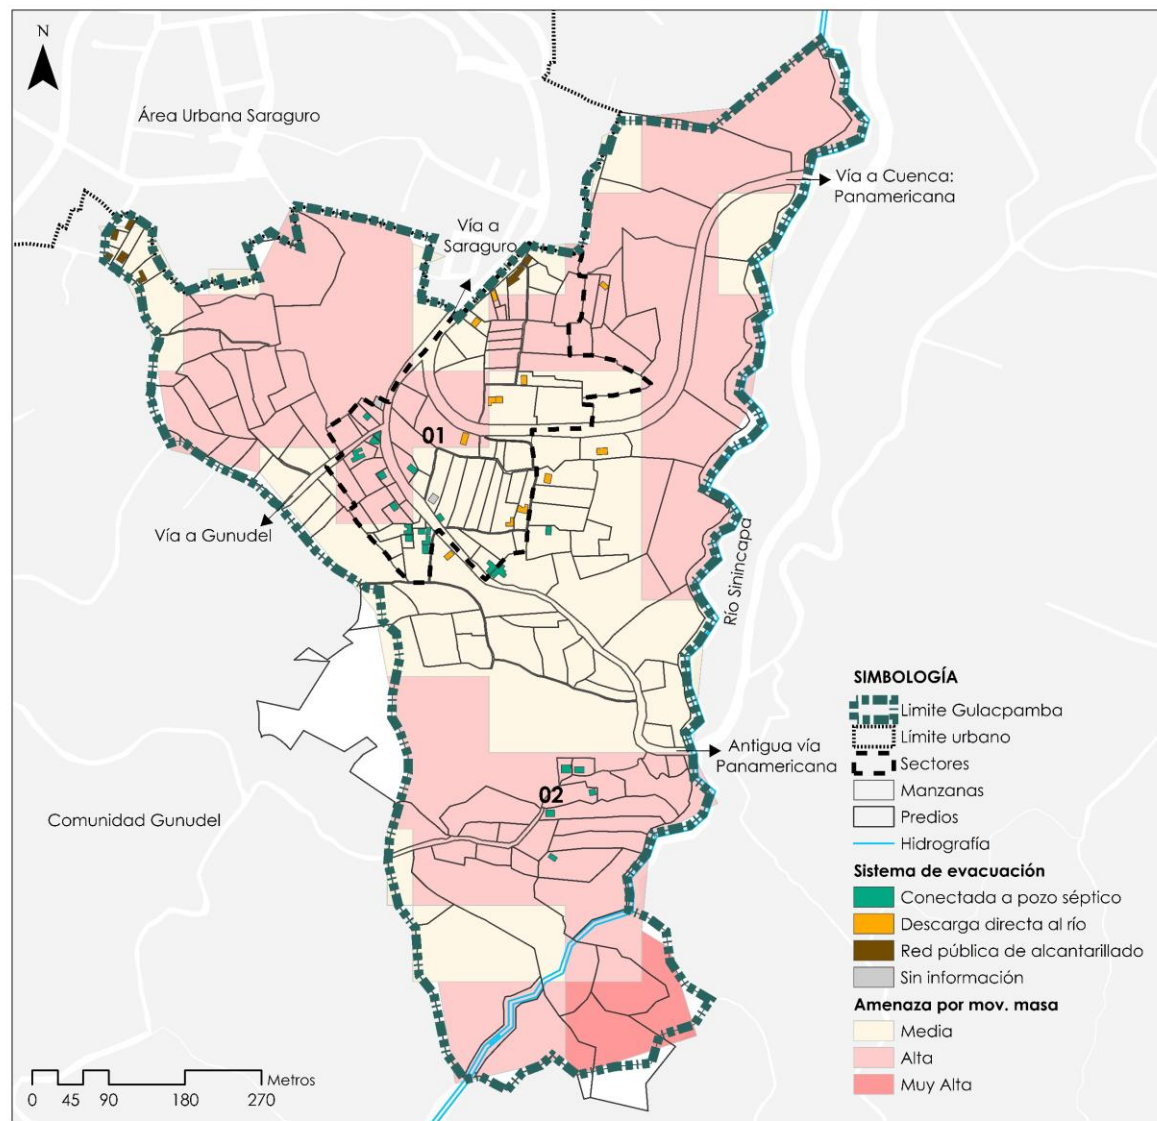 N
Área Urbana Saraguro
Vía a Cuenca:
Panamericana
Vía a
Saraguro
01
Vía a Gunudel
Río Sinincapa
Antigua vía
Panamericana
02
Comunidad Gunudel
SIMBOLOGÍA
Limite Gulacpamba
Límite urbano
Sectores
Manzanas
Predios
Hidrografía
Sistema de evacuación
Conectada a pozo séptico
Descarga directa al río
Red pública de alcantarillado
Sin información
Amenaza por mov. masa
Media
Alta
Muy Alta
Metros
0 45 90 180 270